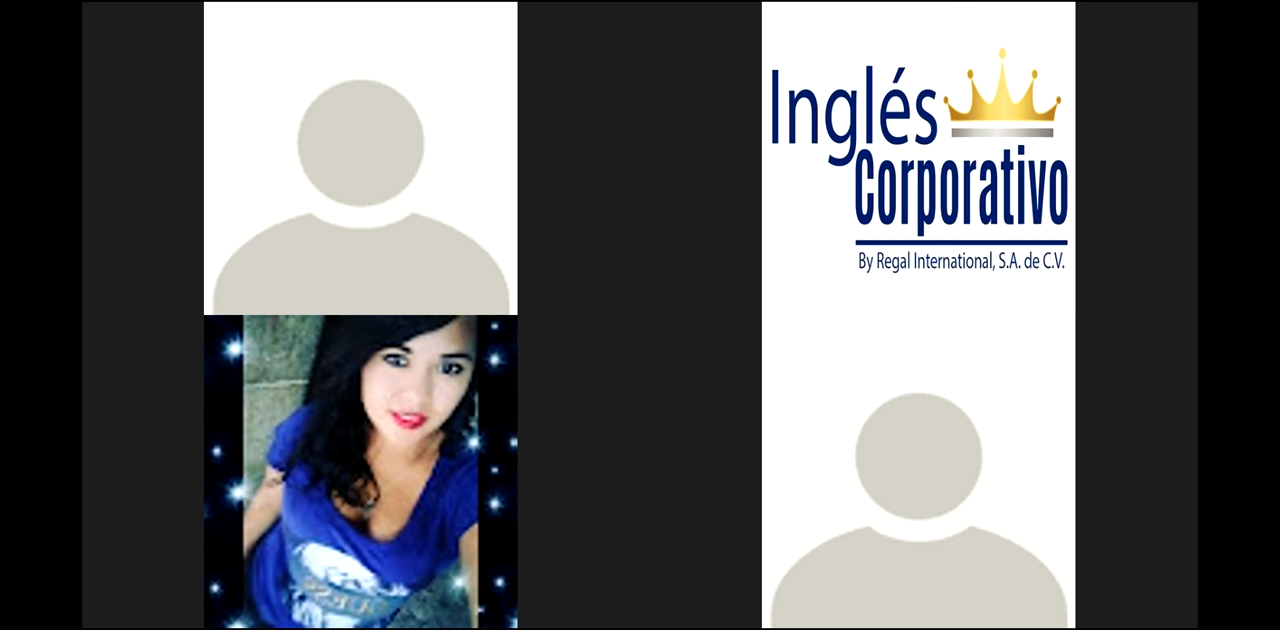 Inglés
Corporativo
By Regal International, S.A. de C.V.